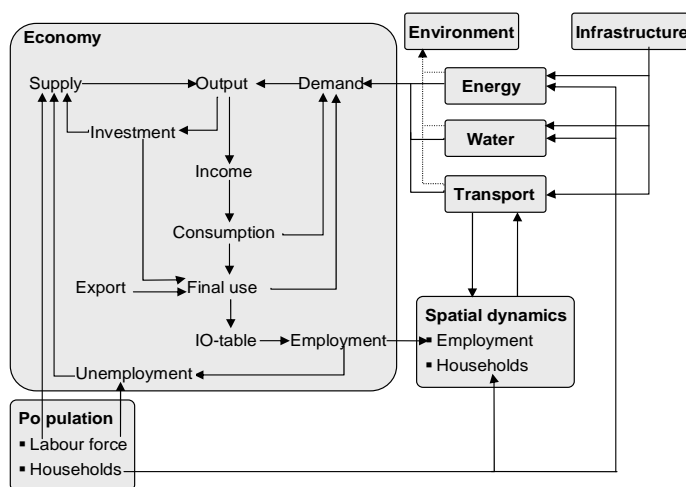 Economy
Environment
Infrastructure
Supply
Output
Demand
Energy
Investment
Water
Income
Transport
Consumption
Export
Final use
Spatial dynamics
IO-table
Employment
▪ Employment
▪ Households
Unemployment
Population
▪ Labour force
▪ Households